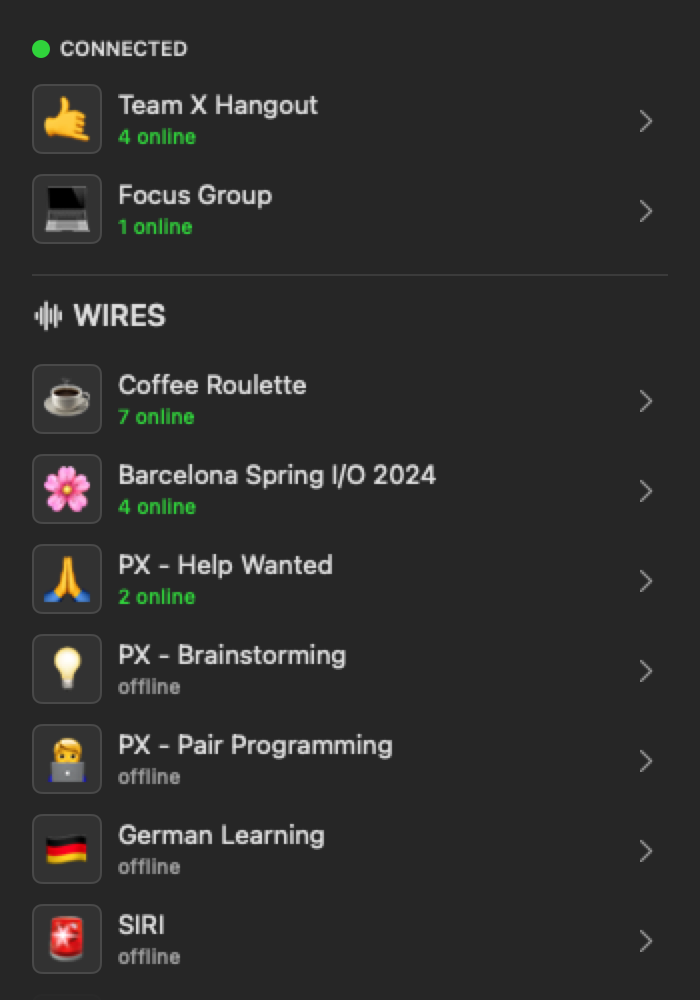 CONNECTED
Team X Hangout
4 online
Focus Group
1 online
WIRES
Coffee Roulette
7 online
Barcelona Spring I/O 2024
4 online
PX - Help Wanted
2 online
PX - Brainstorming
offline
PX - Pair Programming
offline
German Learning
offline
SIRI
offline